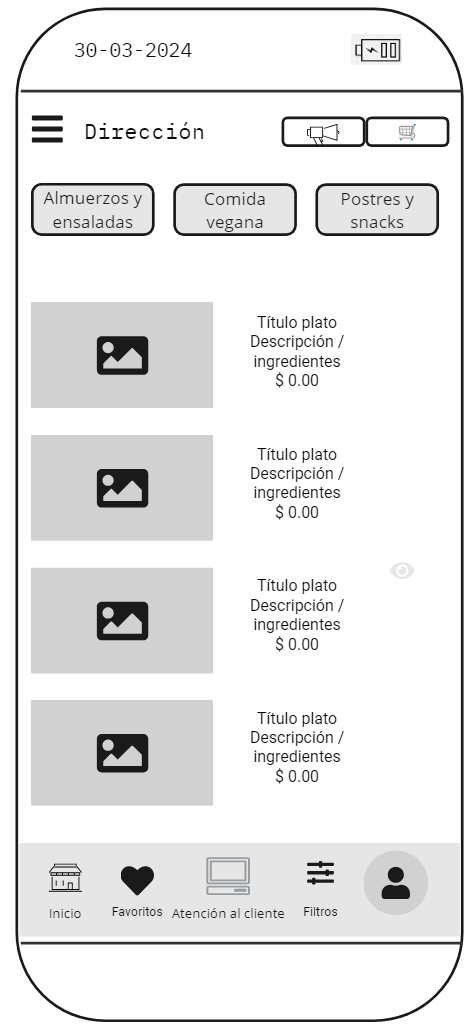 30-03-2024
Dirección
Almuerzos y
ensaladas
Comida
vegana
Postres y
snacks
Título plato
Descripción /
ingredientes
$ 0.00
Título plato
Descripción /
ingredientes
$ 0.00
Título plato
Descripción /
ingredientes
$ 0.00
Título plato
Descripción /
ingredientes
$ 0.00
Inicio
Favoritos
Atención al cliente
Filtros